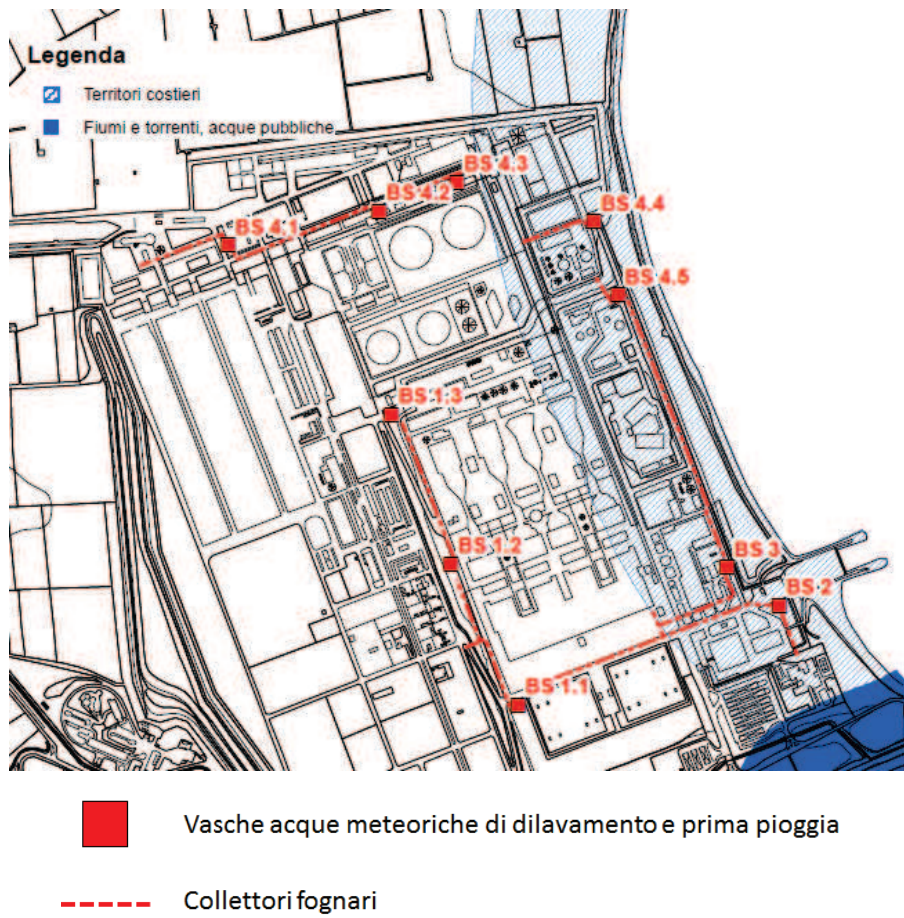 Legenda
Territori costieri
Fiumi e torrenti, acque pubbliche
BS 4.3
BS 4.2
BS 4.4
BS 4.1
BS 4.5
BS 1.3
BS 1.2
BS 3
BS 2
BS 1.1
Vasche acque meteoriche di dilavamento e prima pioggia
Collettori fognari